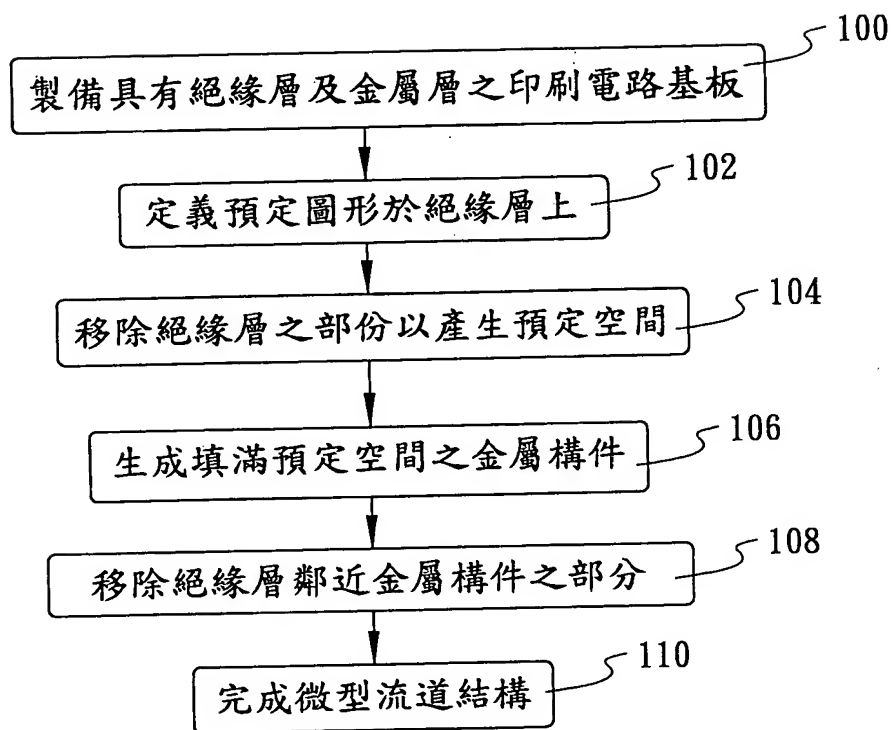 100
製備具有絕緣層及金屬層之印刷電路基板
102
定義預定圖形於絕緣層上
104
移除絕緣層之部份以產生預定空間
106
生成填滿預定空間之金屬構件
108
移除絕緣層鄰近金屬構件之部分
110
完成微型流道結構